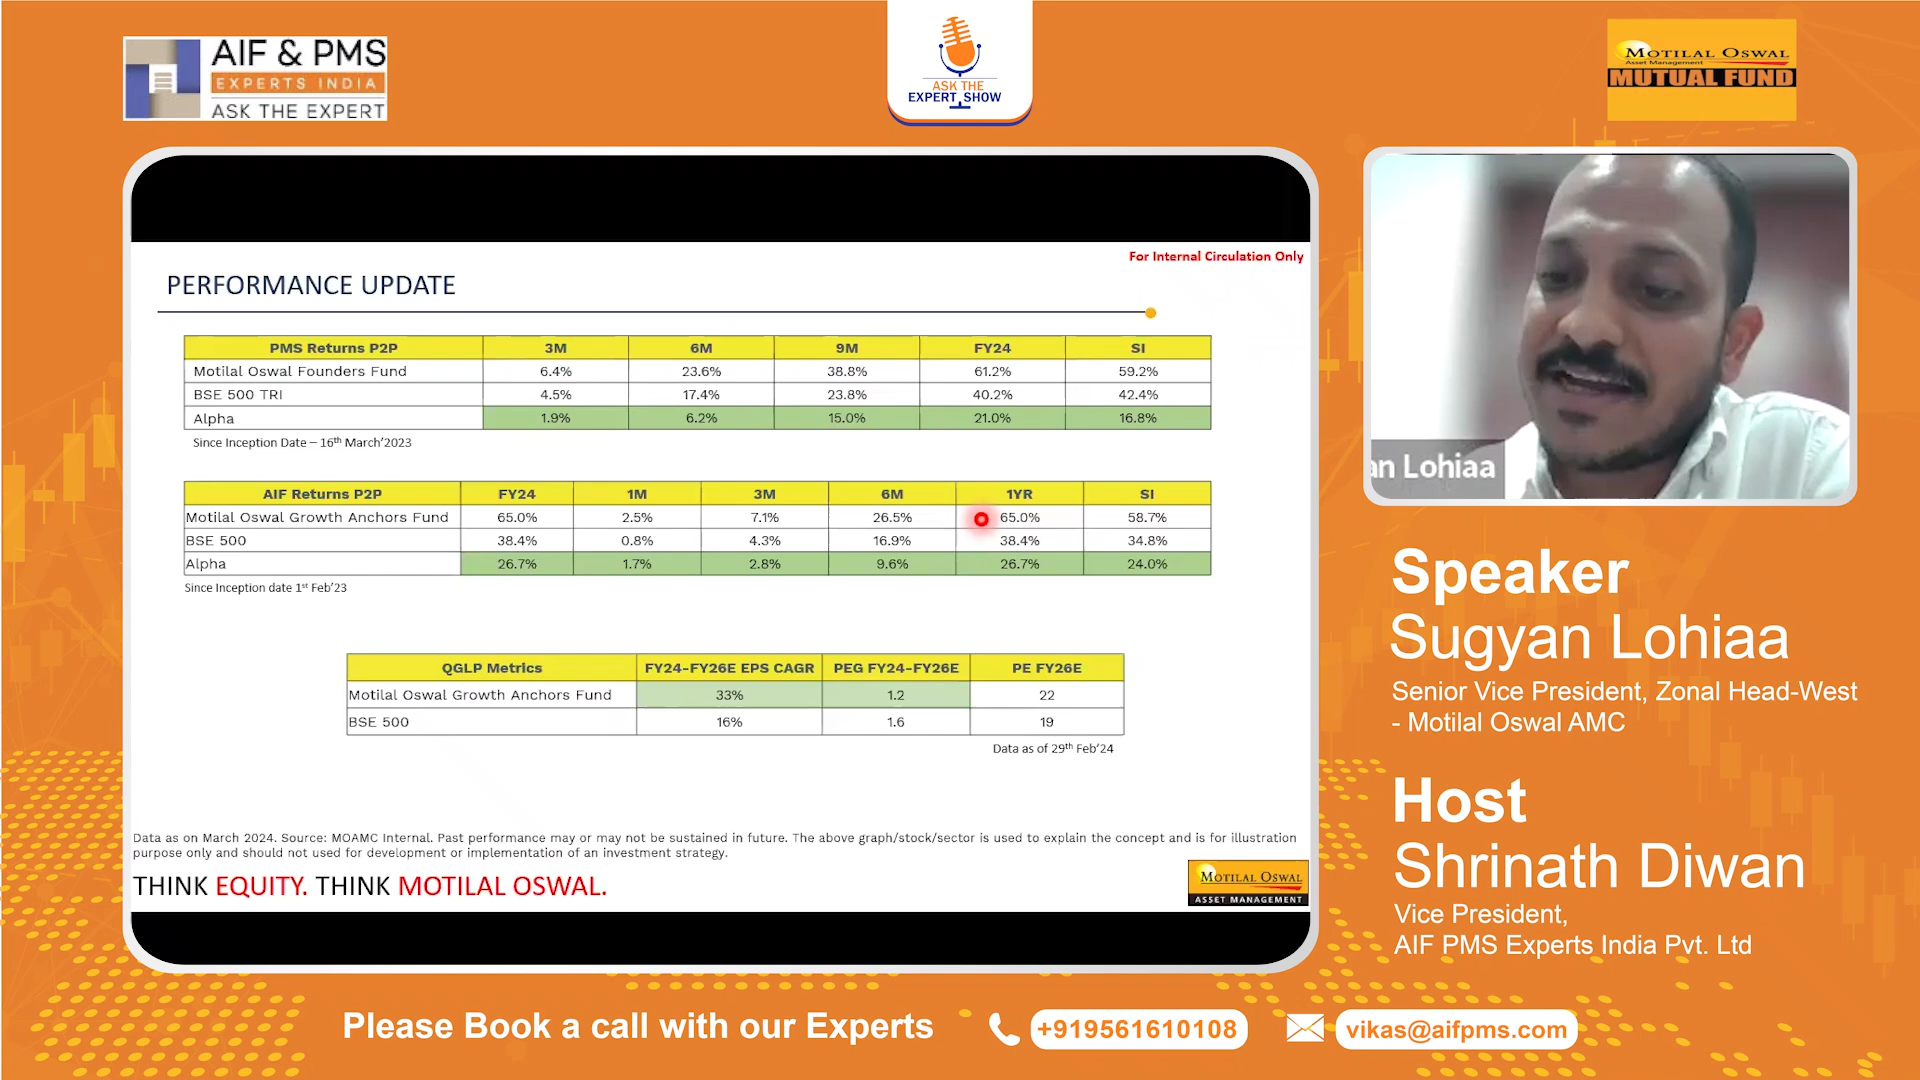 AIF & PMS
EXPERTS INDIA
ASK THE EXPERT
ASK THE
EXPERT SHOW
MOTILAL OSWAL
Asset Management
MUTUAL FUND
For Internal Circulation Only
PERFORMANCE UPDATE
PMS Returns P2P 3M 6M 9M FY24 SI
Motilal Oswal Founders Fund 6.4% 23.6% 38.8% 61.2% 59.2%
BSE 500 TRI 4.5% 17.4% 23.8% 40.2% 42.4%
Alpha 1.9% 6.2% 15.0% 21.0% 16.8%
Since Inception Date – 16th March'2023
AIF Returns P2P FY24 1M 3M 6M 1YR SI
Motilal Oswal Growth Anchors Fund 65.0% 2.5% 7.1% 26.5% 65.0% 58.7%
BSE 500 38.4% 0.8% 4.3% 16.9% 38.4% 34.8%
Alpha 26.7% 1.7% 2.8% 9.6% 26.7% 24.0%
Since Inception date 1st Feb'23
QGLP Metrics FY24-FY26E EPS CAGR PEG FY24-FY26E PE FY26E
Motilal Oswal Growth Anchors Fund 33% 1.2 22
BSE 500 16% 1.6 19
Data as of 29th Feb'24
Data as on March 2024. Source: MOAMC Internal. Past performance may or may not be sustained in future. The above graph/stock/sector is used to explain the concept and is for illustration
purpose only and should not used for development or implementation of an investment strategy.
THINK EQUITY. THINK MOTILAL OSWAL.
MOTILAL OSWAL
ASSET MANAGEMENT
an Lohiaa
Speaker
Sugyan Lohiaa
Senior Vice President, Zonal Head-West
- Motilal Oswal AMC
Host
Shrinath Diwan
Vice President,
AIF PMS Experts India Pvt. Ltd
Please Book a call with our Experts
+919561610108
vikas@aifpms.com